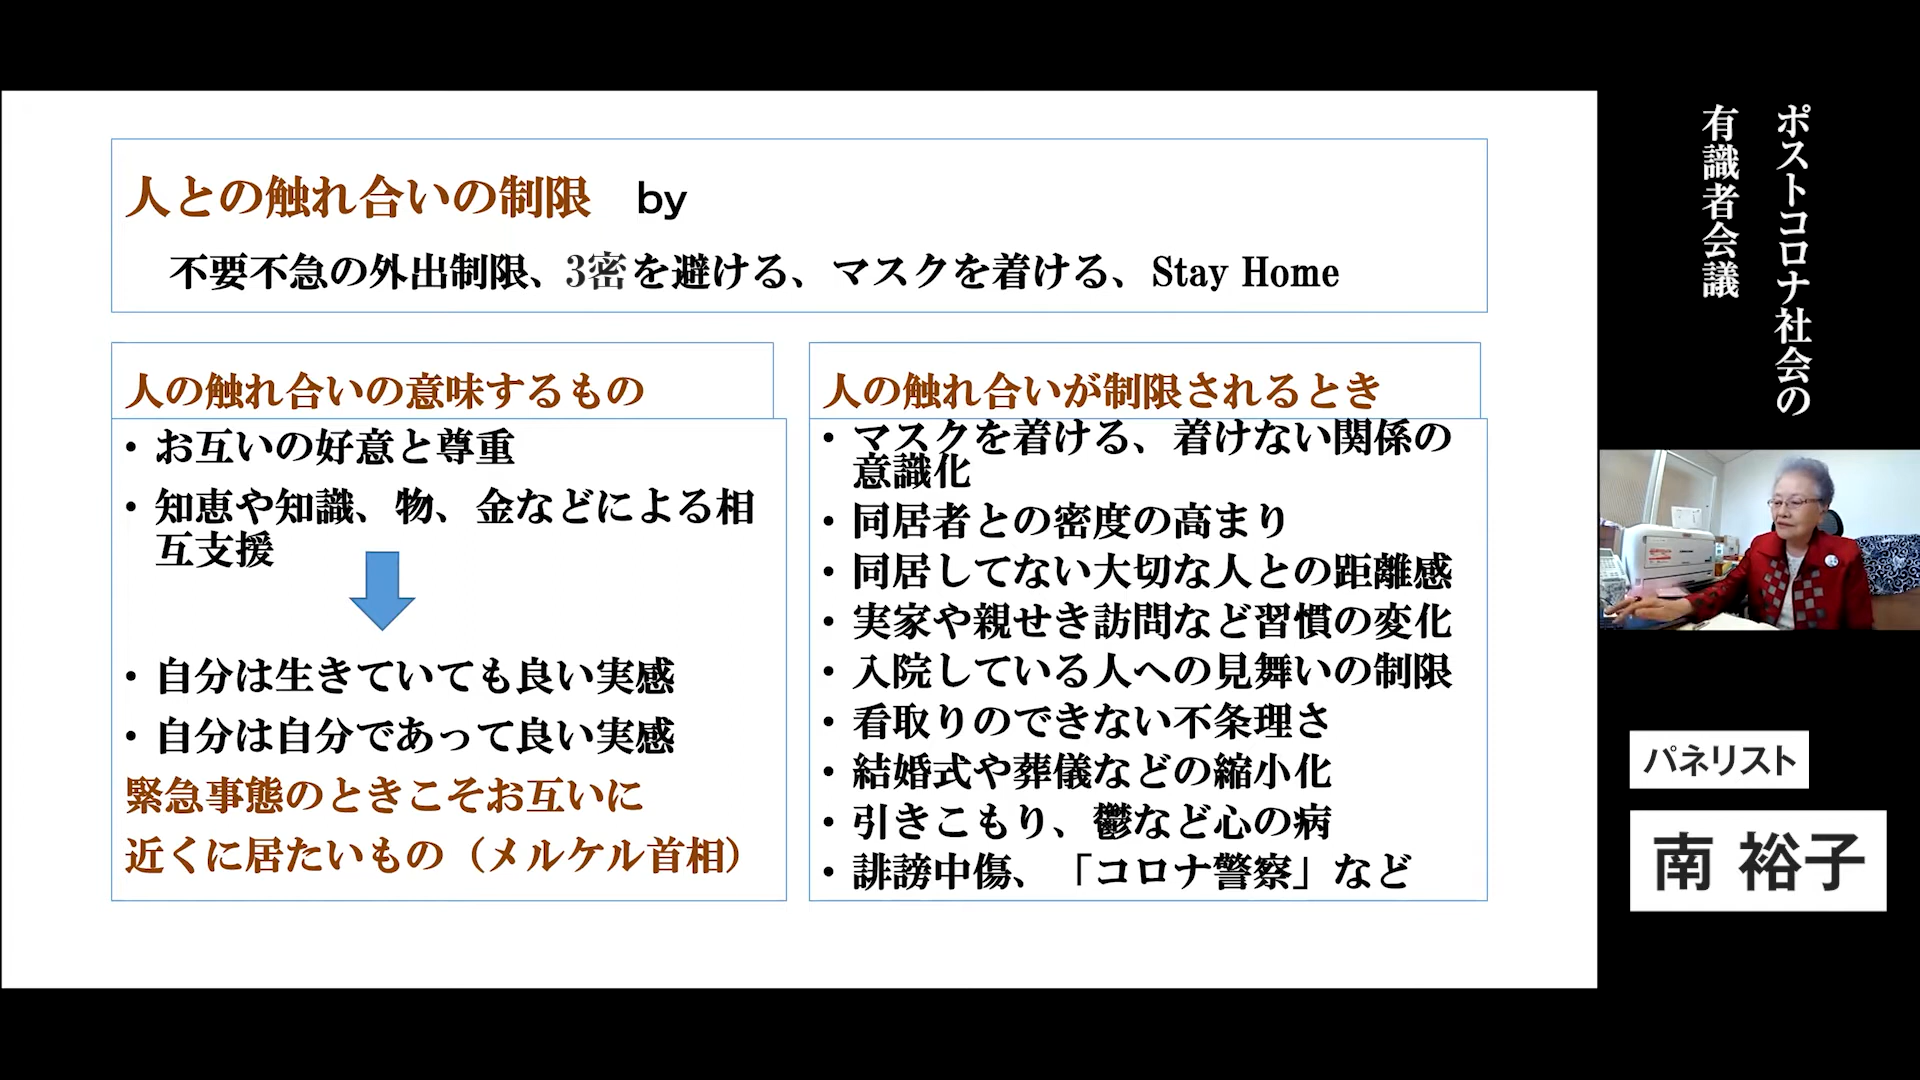 人との触れ合いの制限 by
不要不急の外出制限、3密を避ける、マスクを着ける、Stay Home
人の触れ合いの意味するもの
• お互いの好意と尊重
• 知恵や知識、物、金などによる相
互支援
• 自分は生きていても良い実感
• 自分は自分であって良い実感
緊急事態のときこそお互いに
近くに居たいもの（メルケル首相）
人の触れ合いが制限されるとき
• マスクを着ける、着けない関係の
意識化
• 同居者との密度の高まり
• 同居してない大切な人との距離感
• 実家や親せき訪問など習慣の変化
• 入院している人への見舞いの制限
• 看取りのできない不条理さ
• 結婚式や葬儀などの縮小化
• 引きこもり、鬱など心の病
• 誹謗中傷、「コロナ警察」など
ポストコロナ社会の
有識者会議
パネリスト
南 裕子